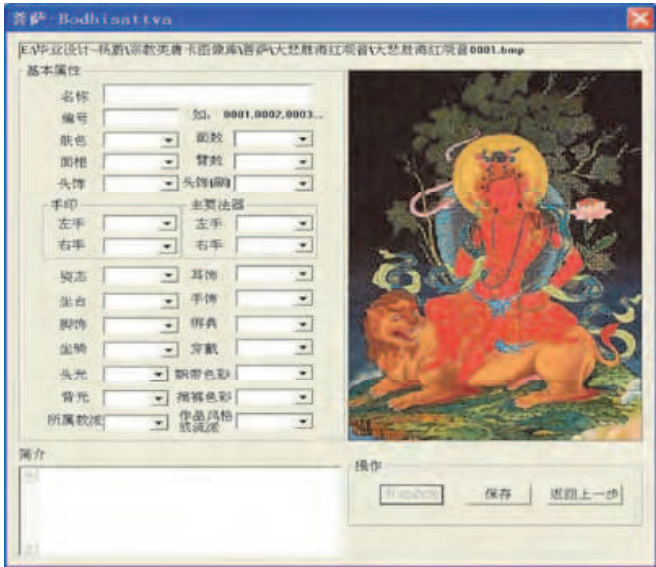 菩萨-Bodhisattva
E:\毕业设计-杨蔚\宗教类唐卡图像库\菩萨\大悲胜海红观音\大悲胜海红观音0001.bmp
基本属性
名称
编号 如, 0001,0002,0003...
肤色 面数
面相 臂数
头饰
手印 主要法器
左手 左手
右手 右手
姿态 耳饰
坐台 手饰
脚饰 绑典
坐骑 穿戴
头光 飘带色彩
背光 裙裤色彩
所属教派 作品风格
或流派
简介
操作
保存 返回上一步